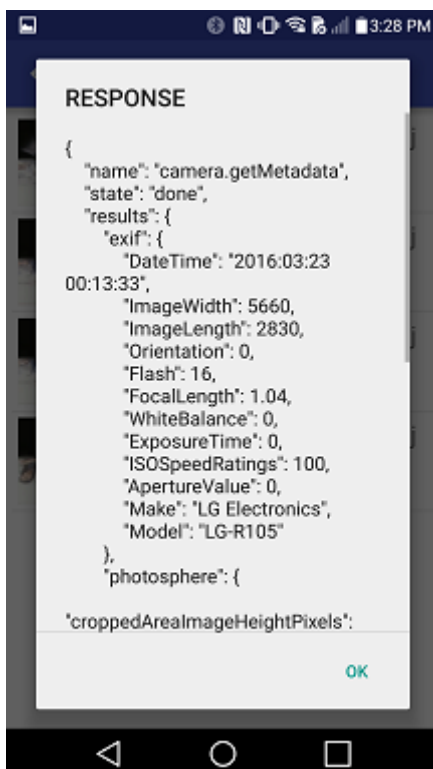 3:28 PM
RESPONSE
{
"name": "camera.getMetadata",
"state": "done",
"results": {
"exif": {
"DateTime": "2016:03:23
00:13:33",
"ImageWidth": 5660,
"ImageLength": 2830,
"Orientation": 0,
"Flash": 16,
"FocalLength": 1.04,
"WhiteBalance": 0,
"ExposureTime": 0,
"ISOSpeedRatings": 100,
"ApertureValue": 0,
"Make": "LG Electronics",
"Model": "LG-R105"
},
"photosphere": {
"croppedAreaImageHeightPixels":
OK